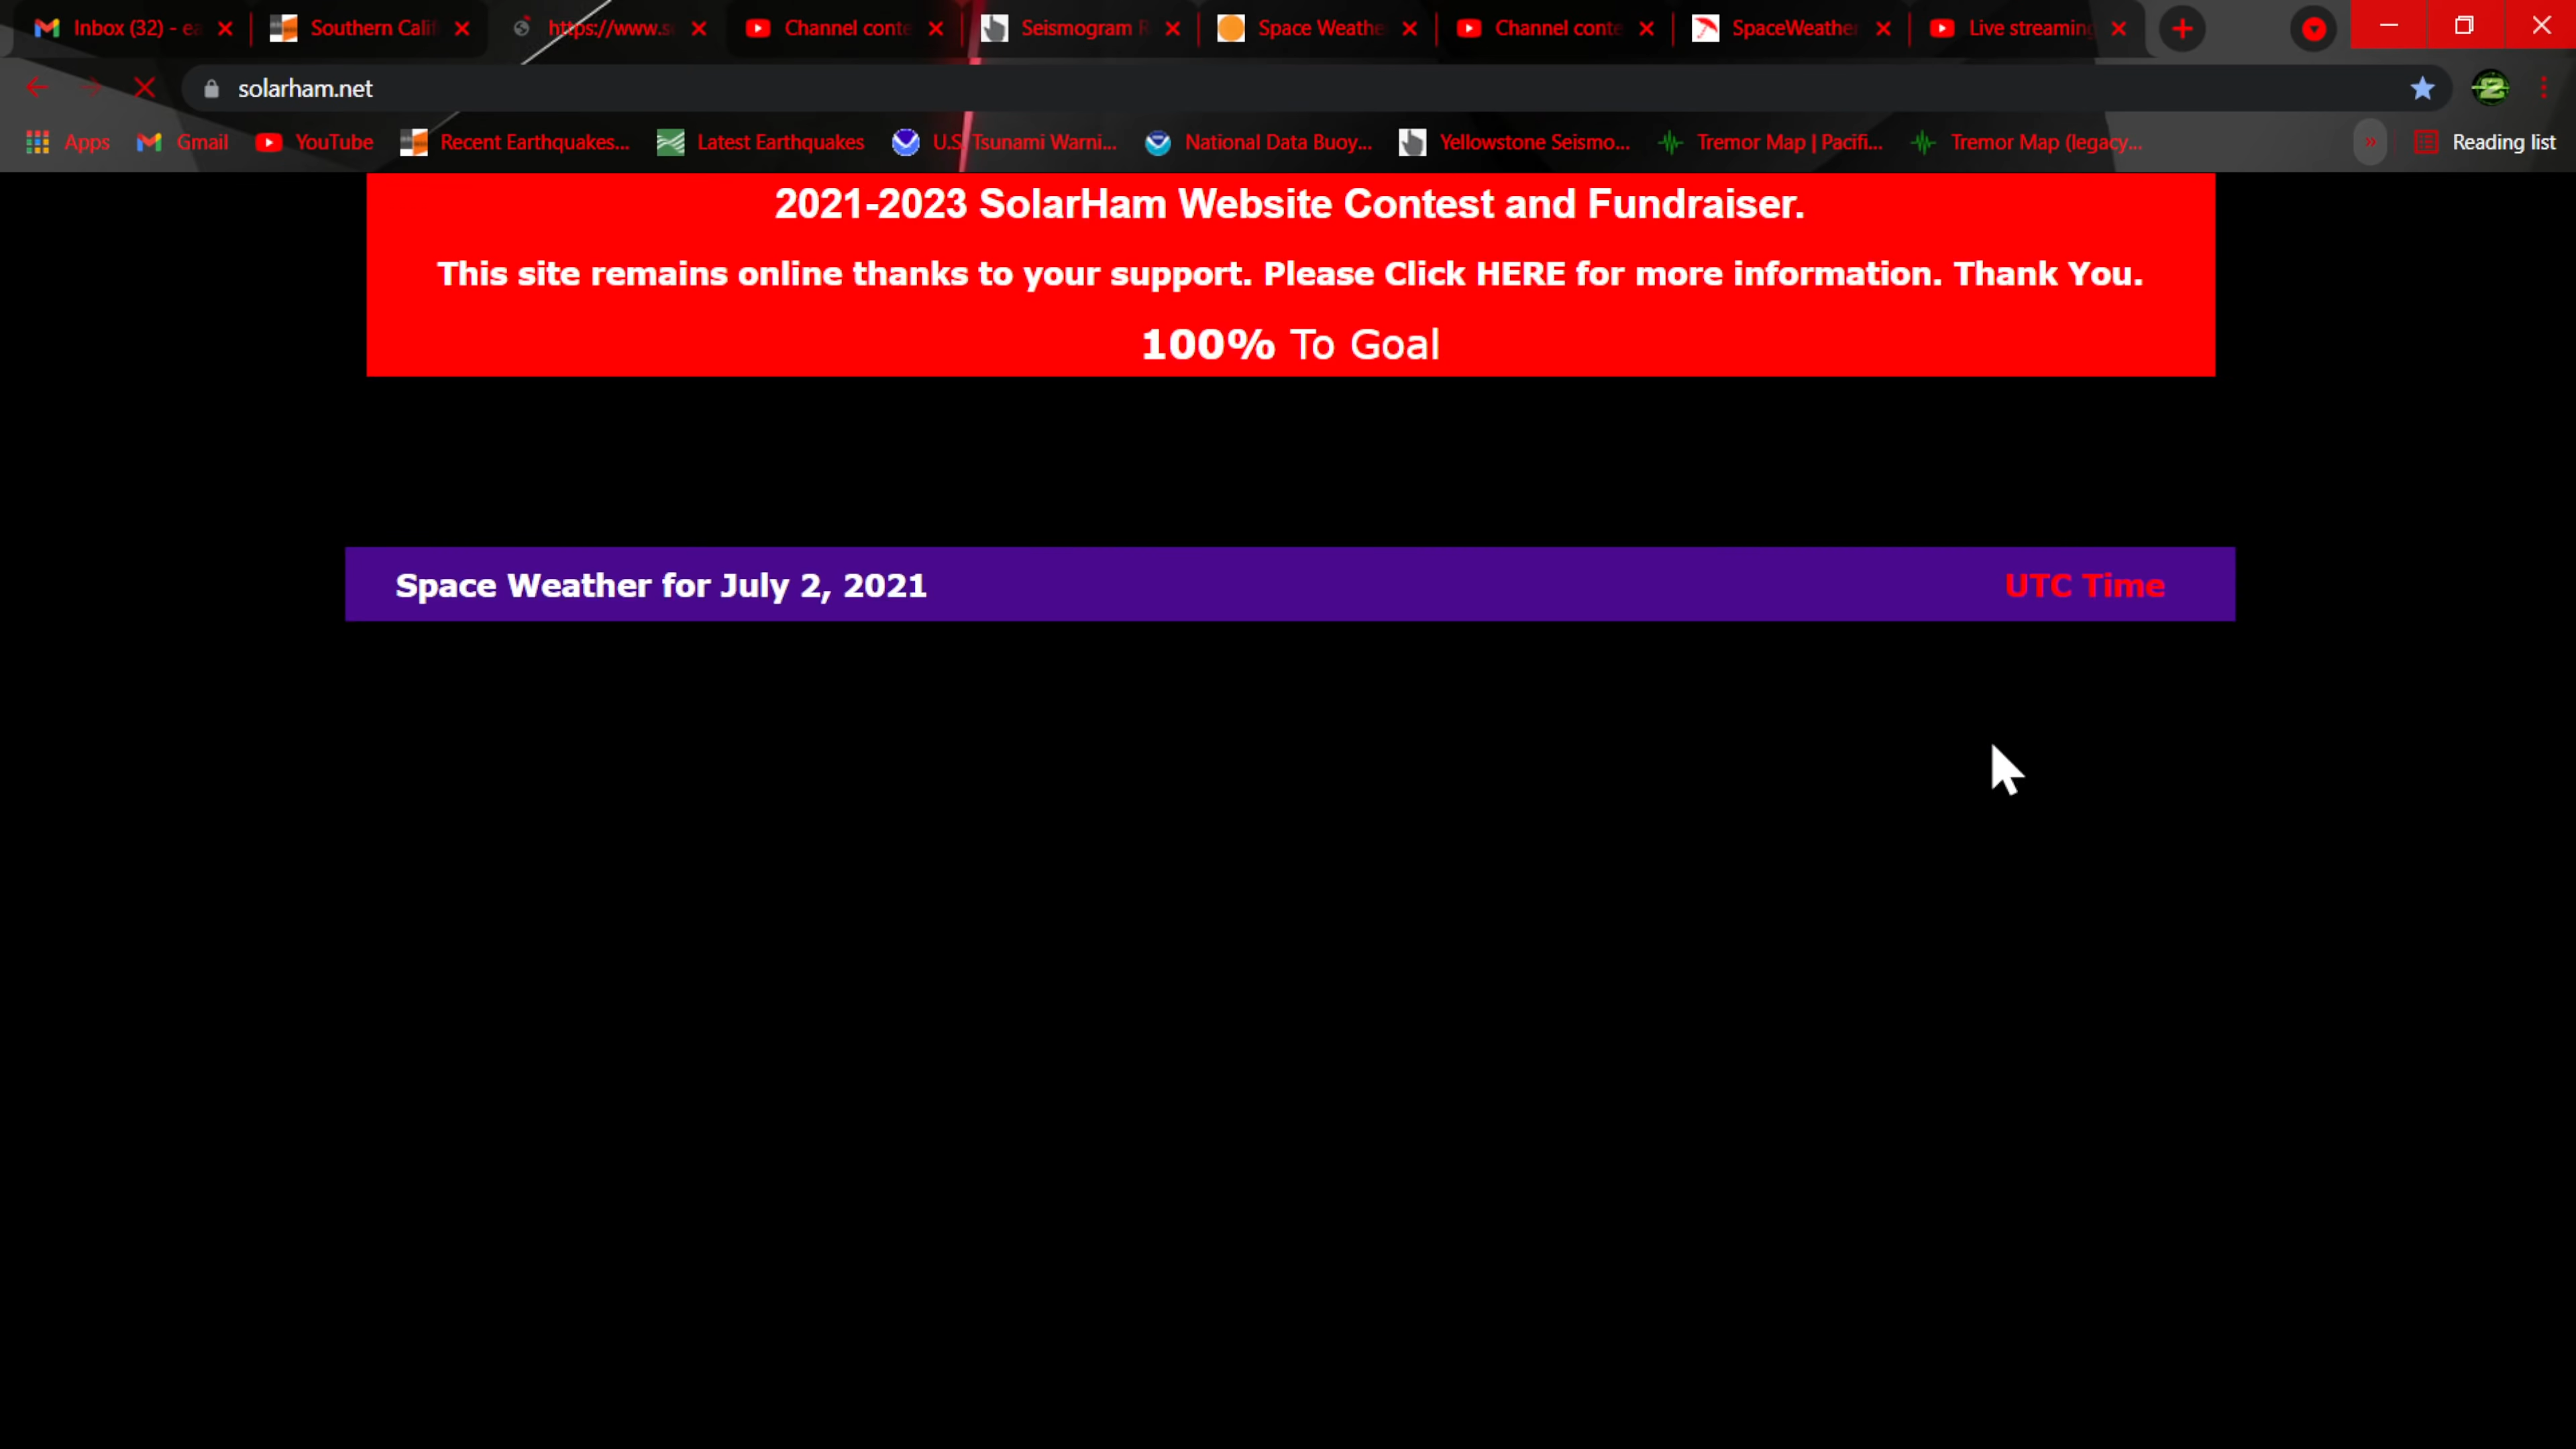 Inbox (32) - ea
Southern Calif
https://www.s
Channel conte
Seismogram R
Space Weathe
Channel conte
SpaceWeather
Live streaming
solarham.net
Apps
Gmail
YouTube
Recent Earthquakes...
Latest Earthquakes
U.S. Tsunami Warni...
National Data Buoy...
Yellowstone Seismo...
Tremor Map | Pacifi...
Tremor Map (legacy...
»
Reading list
2021-2023 SolarHam Website Contest and Fundraiser.
This site remains online thanks to your support. Please Click HERE for more information. Thank You.
100% To Goal
Space Weather for July 2, 2021
UTC Time